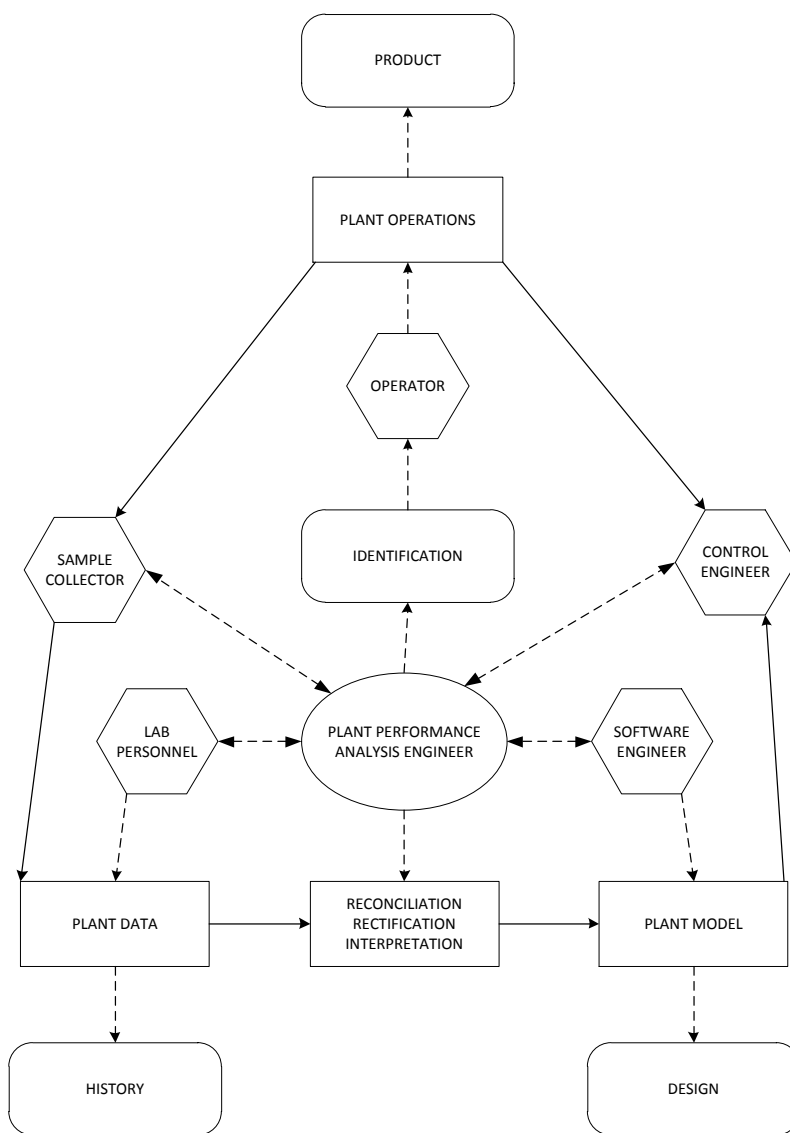 PRODUCT
PLANT OPERATIONS
OPERATOR
SAMPLE
COLLECTOR
IDENTIFICATION
CONTROL
ENGINEER
LAB
PERSONNEL
PLANT PERFORMANCE
ANALYSIS ENGINEER
SOFTWARE
ENGINEER
PLANT DATA
RECONCILIATION
RECTIFICATION
INTERPRETATION
PLANT MODEL
HISTORY
DESIGN